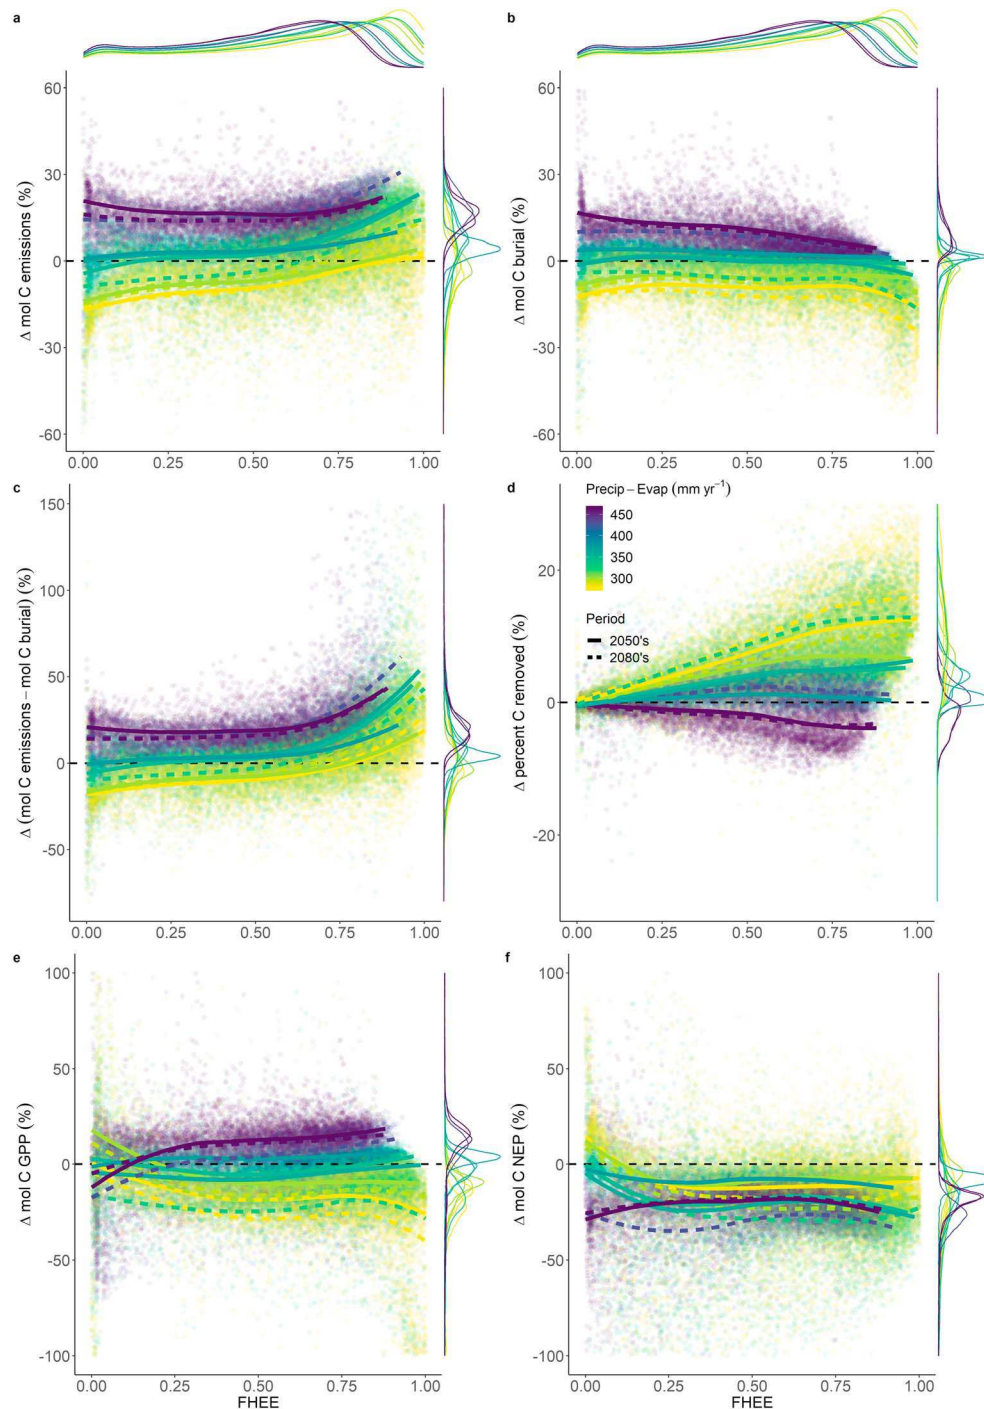 a
b
60
30
0
-30
-60
Δ mol C emissions (%)
0.00 0.25 0.50 0.75 1.00
60
30
0
-30
-60
Δ mol C burial (%)
0.00 0.25 0.50 0.75 1.00
c
150
100
50
0
-50
Δ (mol C emissions – mol C burial) (%)
0.00 0.25 0.50 0.75 1.00
d
Precip – Evap (mm yr⁻¹)
450
400
350
300
Period
2050's
2080's
20
0
-20
Δ percent C removed (%)
0.00 0.25 0.50 0.75 1.00
e
100
50
0
-50
-100
Δ mol C GPP (%)
0.00 0.25 0.50 0.75 1.00
FHEE
f
100
50
0
-50
-100
Δ mol C NEP (%)
0.00 0.25 0.50 0.75 1.00
FHEE